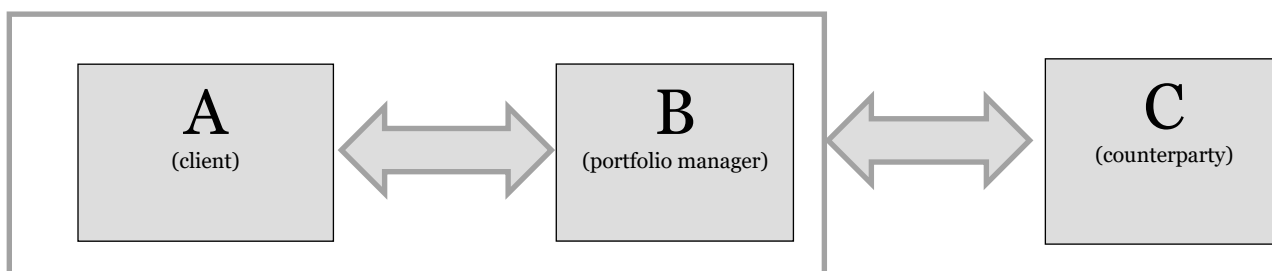 A
(client)
B
(portfolio manager)
C
(counterparty)